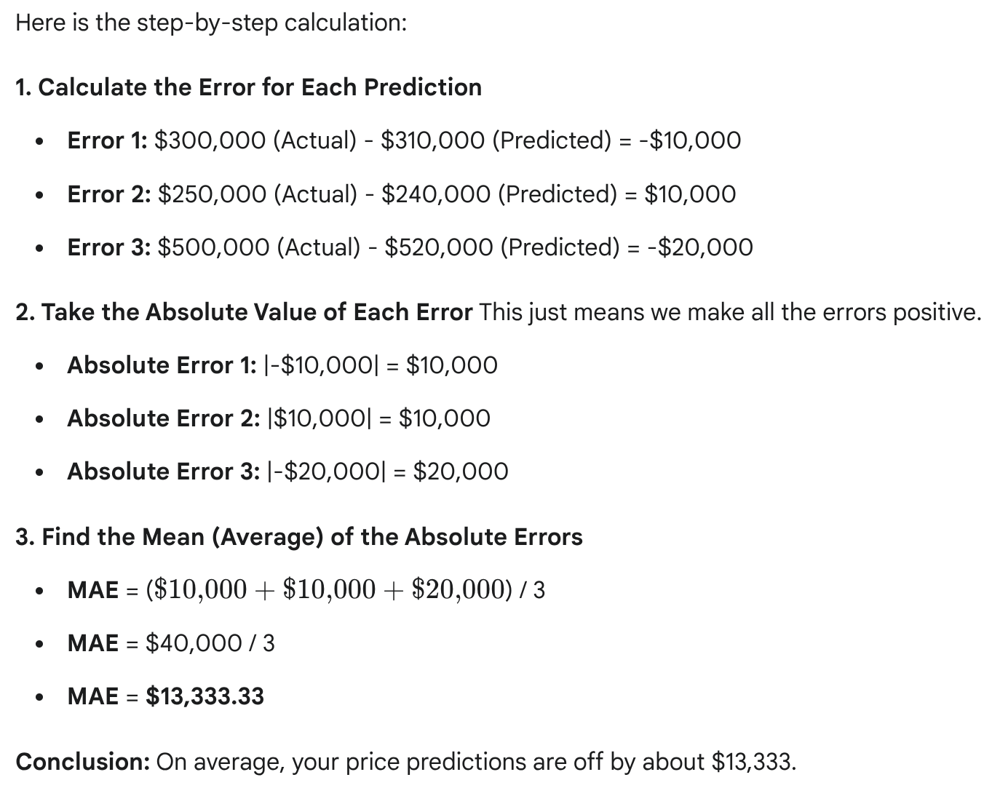 Here is the step-by-step calculation:
1. Calculate the Error for Each Prediction
• Error 1: $300,000 (Actual) - $310,000 (Predicted) = -$10,000
• Error 2: $250,000 (Actual) - $240,000 (Predicted) = $10,000
• Error 3: $500,000 (Actual) - $520,000 (Predicted) = -$20,000
2. Take the Absolute Value of Each Error This just means we make all the errors positive.
• Absolute Error 1: |-$10,000| = $10,000
• Absolute Error 2: |$10,000| = $10,000
• Absolute Error 3: |-$20,000| = $20,000
3. Find the Mean (Average) of the Absolute Errors
• MAE = ($10,000 + $10,000 + $20,000) / 3
• MAE = $40,000 / 3
• MAE = $13,333.33
Conclusion: On average, your price predictions are off by about $13,333.